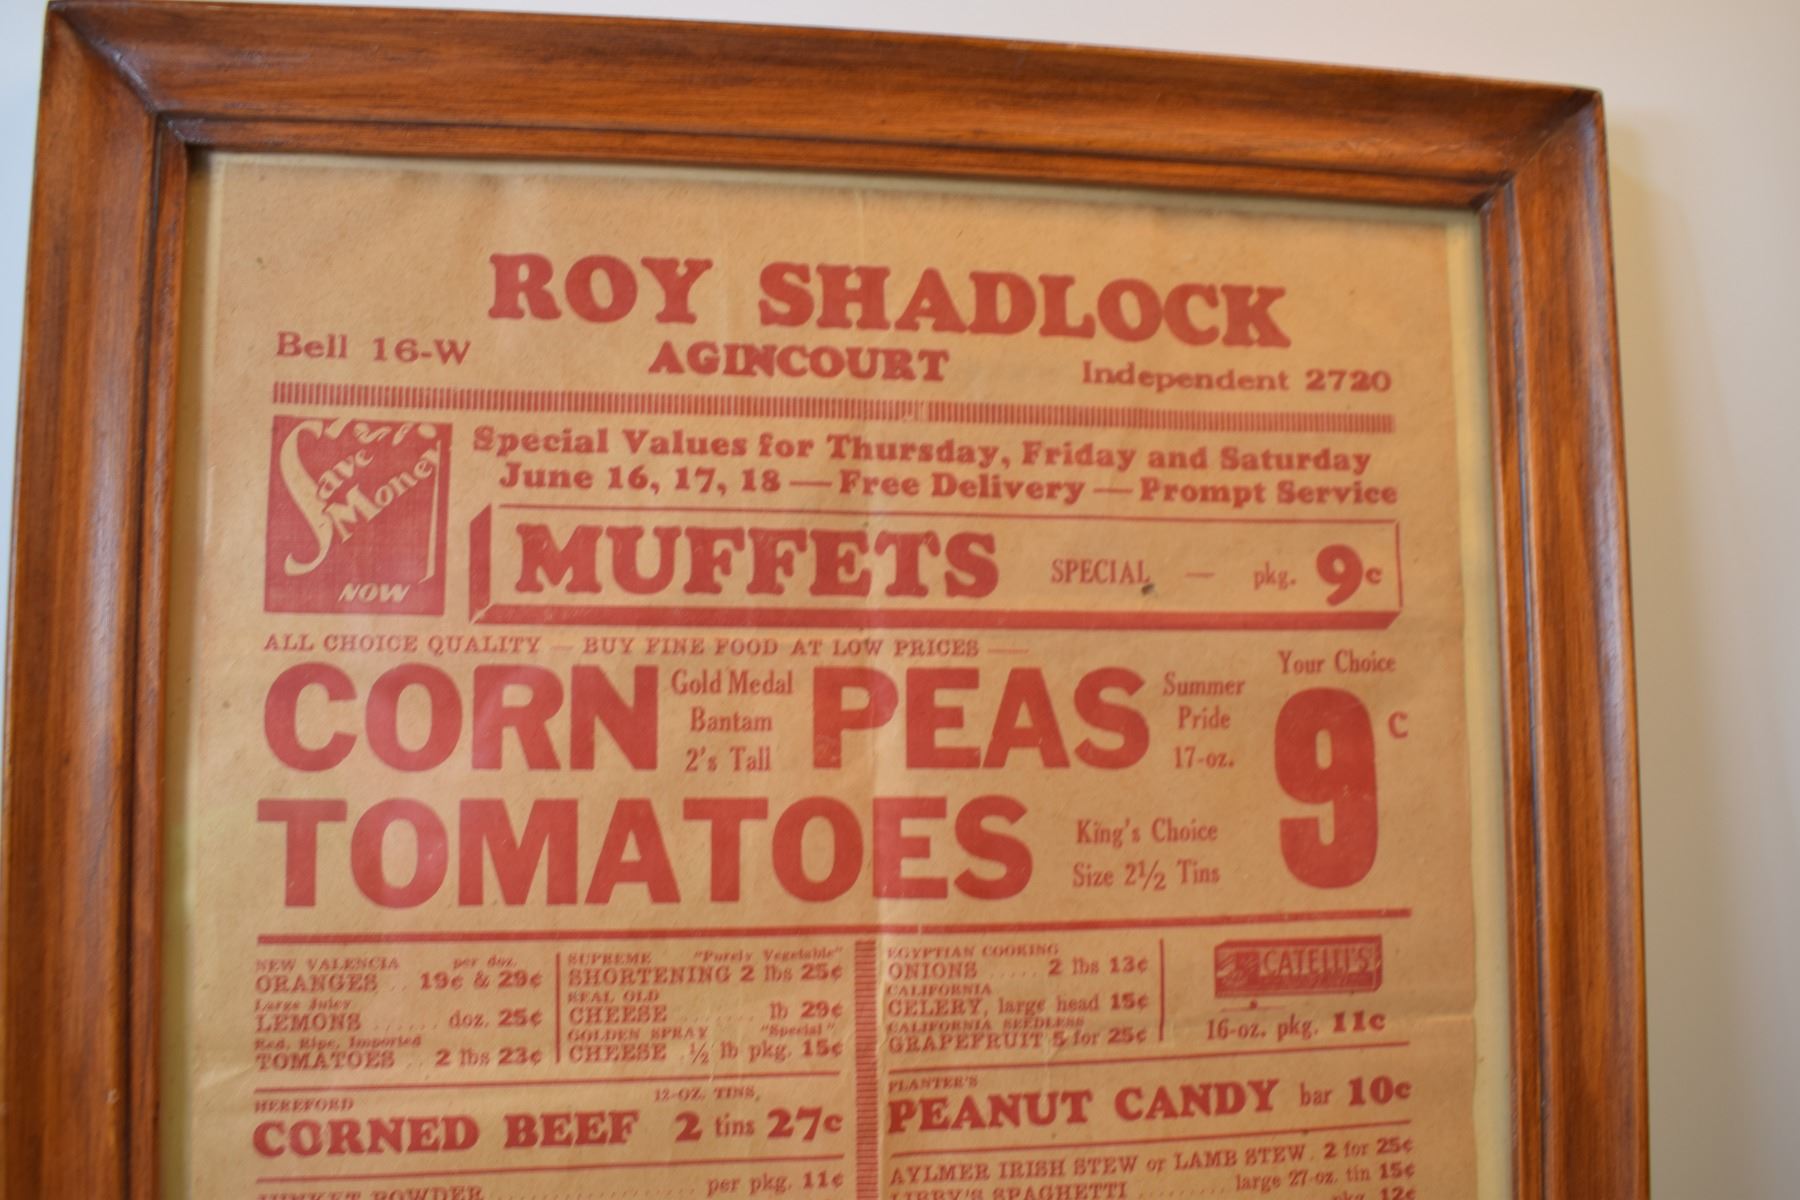 ROY SHADLOCK
Bell 16-W AGINCOURT Independent 2720
Save Money NOW
Special Values for Thursday, Friday and Saturday
June 16, 17, 18 — Free Delivery — Prompt Service
MUFFETS SPECIAL — pkg. 9c
ALL CHOICE QUALITY — BUY FINE FOOD AT LOW PRICES —
CORN Gold Medal Bantam 2's Tall PEAS Summer Pride 17-oz.
Your Choice 9c
TOMATOES King's Choice Size 2½ Tins
NEW VALENCIA per doz.
ORANGES .. 19c & 29c
Large Juicy
LEMONS ...... doz. 25c
Red, Ripe, Imported
TOMATOES .. 2 lbs 23c
SUPREME "Purely Vegetable"
SHORTENING 2 lbs 25c
REAL OLD
CHEESE ........ lb 29c
GOLDEN SPRAY "Special"
CHEESE . ½ lb pkg. 15c
EGYPTIAN COOKING
ONIONS ..... 2 lbs 13c
CALIFORNIA
CELERY, large head 15c
CALIFORNIA SEEDLESS
GRAPEFRUIT 5 for 25c
CATELLI'S
16-oz. pkg. 11c
HEREFORD 12-OZ. TINS,
CORNED BEEF 2 tins 27c
JUNKET POWDER .......... per pkg. 11c
PLANTER'S
PEANUT CANDY bar 10c
AYLMER IRISH STEW or LAMB STEW . 2 for 25c
LIBBY'S SPAGHETTI ......... large 27-oz. tin 15c
pkg. 12c